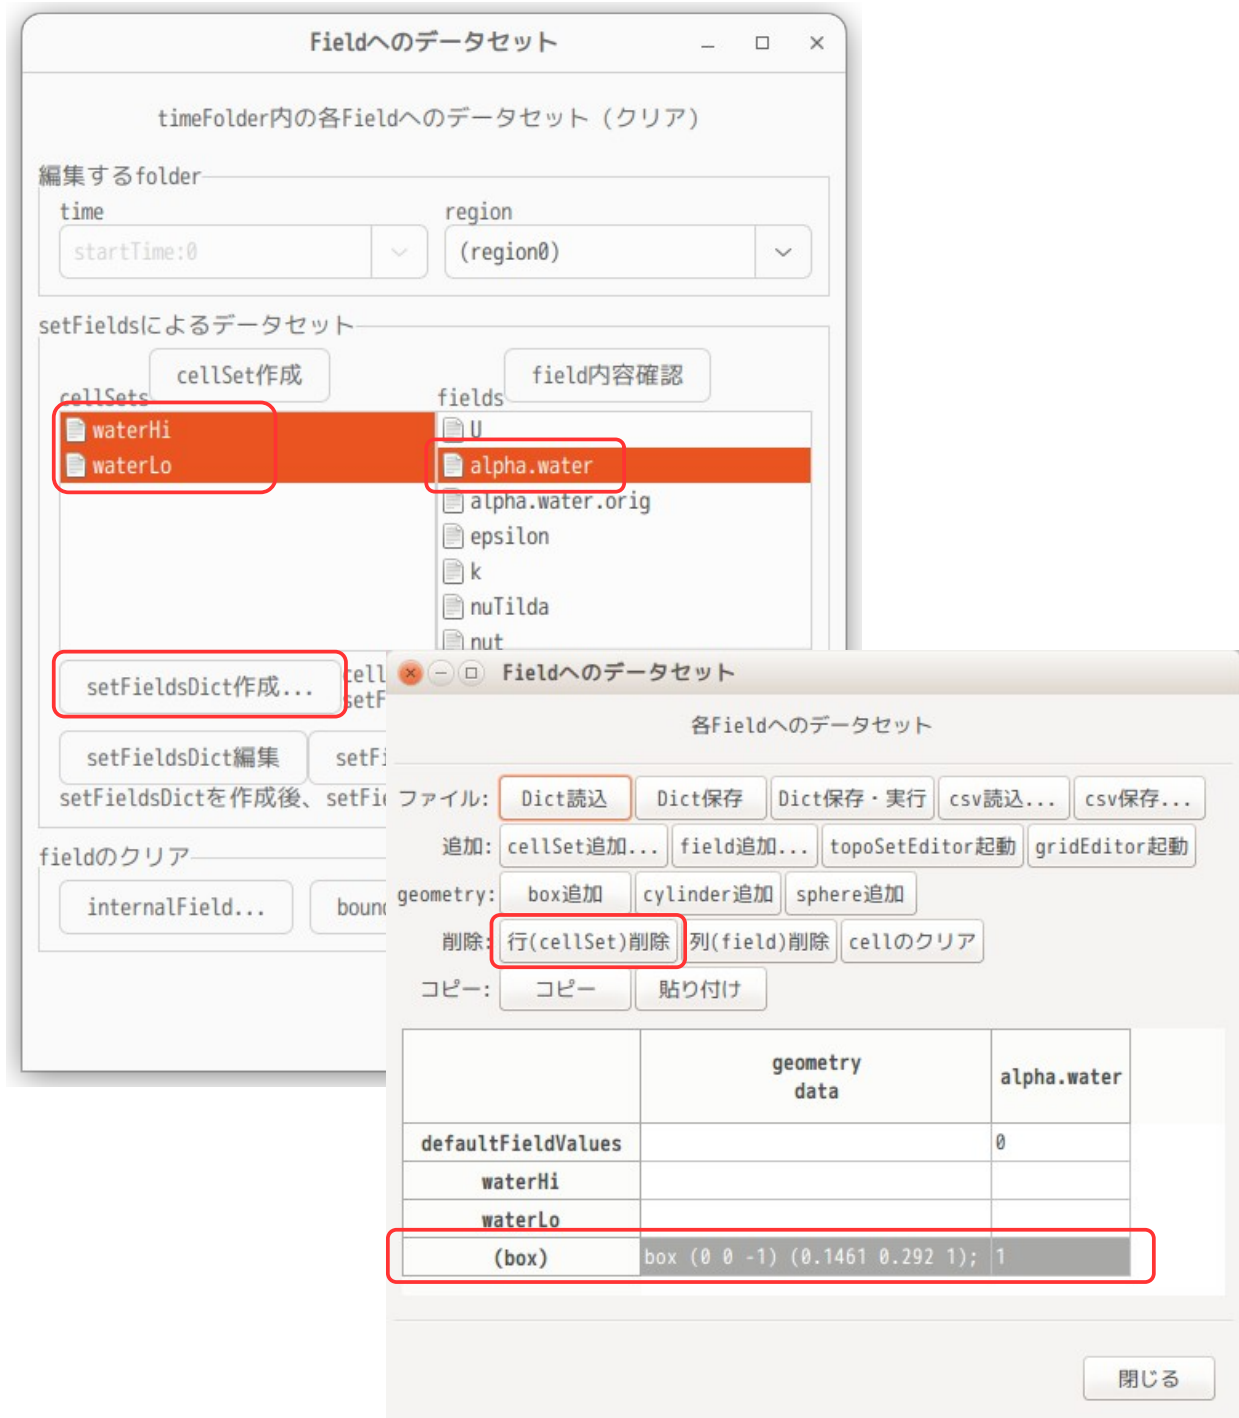 Fieldへのデータセット
timeFolder内の各Fieldへのデータセット (クリア)
編集するfolder
time
region
startTime:0
(region0)
setFieldsによるデータセット
cellSet作成
field内容確認
cellSets
fields
waterHi
U
waterLo
alpha.water
alpha.water.orig
epsilon
k
nuTilda
nut
setFieldsDict作成...
cell
setF
setFieldsDict編集
setFi
setFieldsDictを作成後、setFie
fieldのクリア
internalField...
bound
Fieldへのデータセット
各Fieldへのデータセット
ファイル: Dict読込 Dict保存 Dict保存・実行 csv読込... csv保存...
追加: cellSet追加... field追加... topoSetEditor起動 gridEditor起動
geometry: box追加 cylinder追加 sphere追加
削除: 行(cellSet)削除 列(field)削除 cellのクリア
コピー: コピー 貼り付け
geometry
data
alpha.water
defaultFieldValues 0
waterHi
waterLo
(box) box (0 0 -1) (0.1461 0.292 1); 1
閉じる